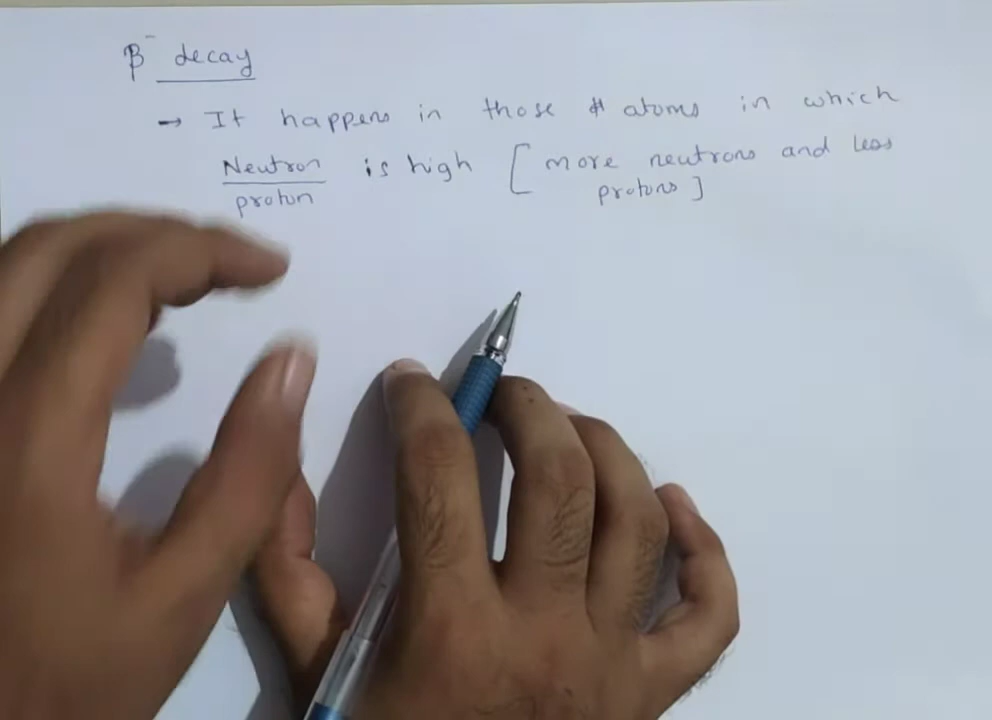 β⁻ decay
→ It happens in those atoms in which
Neutron is high [ more neutrons and less
proton protons ]